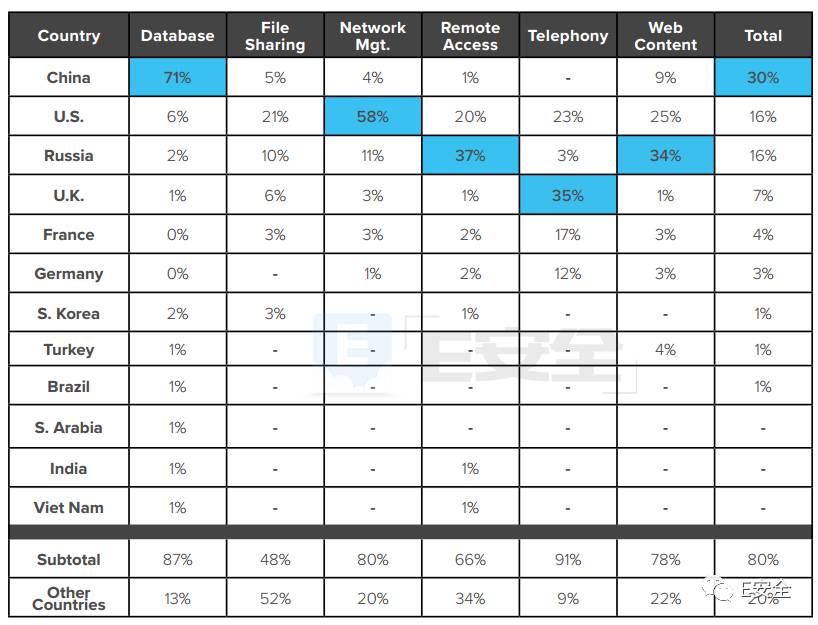 Country Database File Sharing Network Mgt. Remote Access Telephony Web Content Total
China 71% 5% 4% 1% - 9% 30%
U.S. 6% 21% 58% 20% 23% 25% 16%
Russia 2% 10% 11% 37% 3% 34% 16%
U.K. 1% 6% 3% 1% 35% 1% 7%
France 0% 3% 3% 2% 17% 3% 4%
Germany 0% - 1% 2% 12% 3% 3%
S. Korea 2% 3% - 1% - - 1%
Turkey 1% - - - - 4% 1%
Brazil 1% - - - - - 1%
S. Arabia 1% - - - - - -
India 1% - - 1% - - -
Viet Nam 1% - - 1% - - -
Subtotal 87% 48% 80% 66% 91% 78% 80%
Other Countries 13% 52% 20% 34% 9% 22% 20%
E「E安全」
E安全